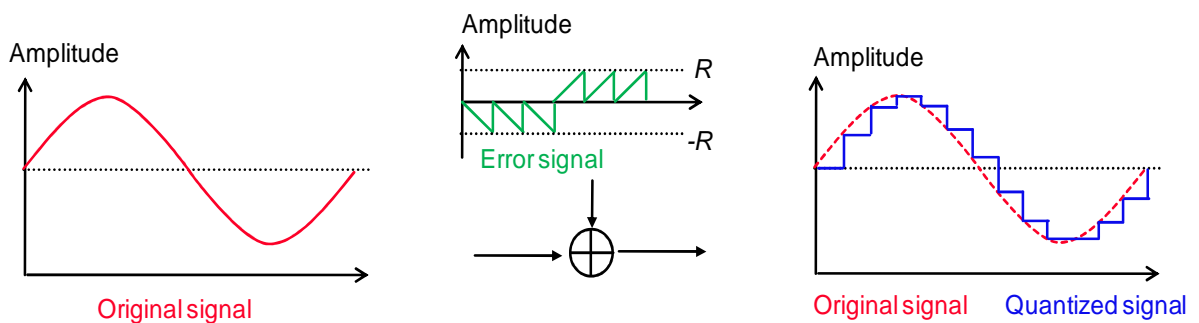 Amplitude
Original signal
Amplitude
R
-R
Error signal
Amplitude
Original signal Quantized signal